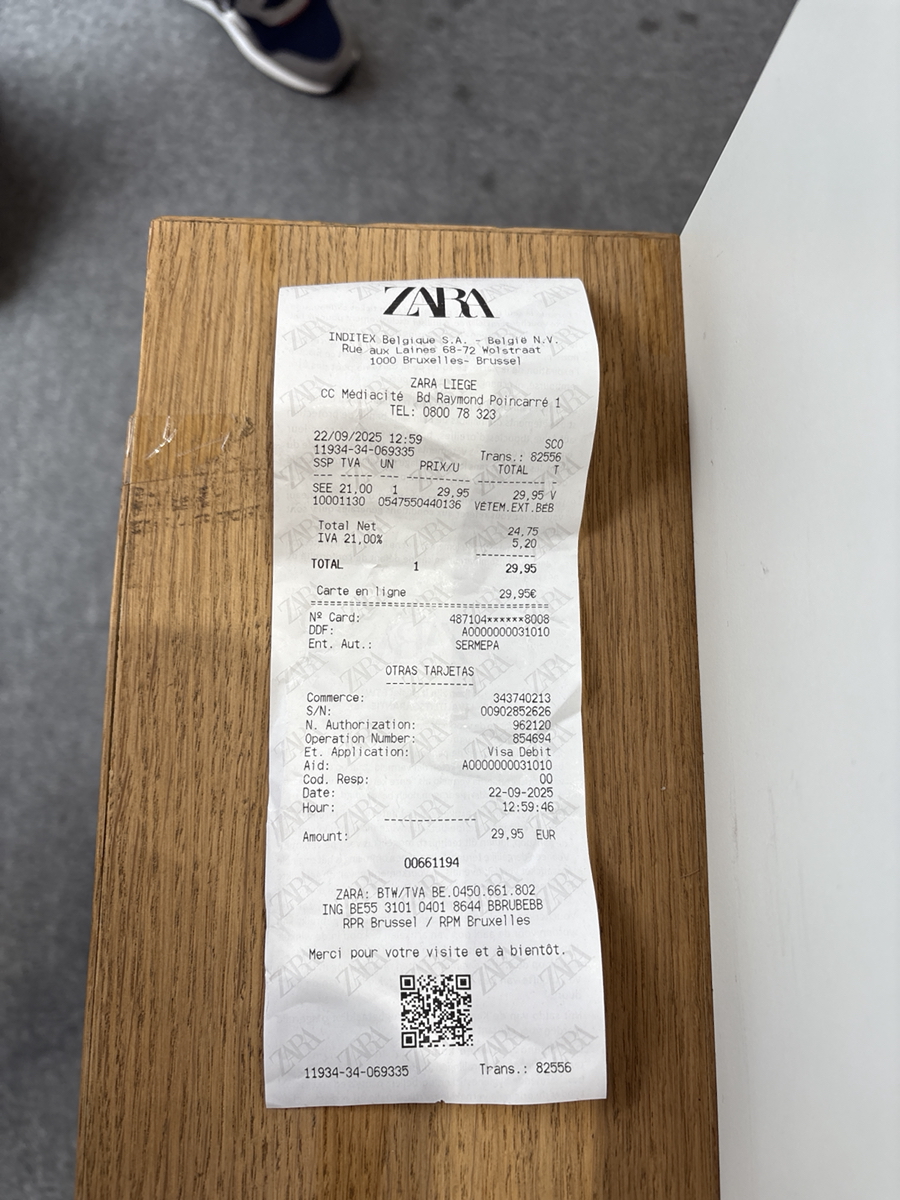 ZARA
INDITEX Belgique S.A. - België N.V.
Rue aux Laines 68-72 Wolstraat
1000 Bruxelles- Brussel
ZARA LIEGE
CC Médiacité Bd Raymond Poincarré 1
TEL: 0800 78 323
22/09/2025 12:59 SCO
11934-34-069335 Trans.: 82556
SSP TVA UN PRIX/U TOTAL T
SEE 21,00 1 29,95 29,95 V
10001130 0547550440136 VETEM.EXT.BEB
Total Net 24,75
IVA 21,00% 5,20
TOTAL 1 29,95
Carte en ligne 29,95€
Nº Card: 487104******8008
DDF: A0000000031010
Ent. Aut.: SERMEPA
OTRAS TARJETAS
Commerce: 343740213
S/N: 00902852626
N. Authorization: 962120
Operation Number: 854694
Et. Application: Visa Debit
Aid: A0000000031010
Cod. Resp: 00
Date: 22-09-2025
Hour: 12:59:46
Amount: 29,95 EUR
00661194
ZARA: BTW/TVA BE.0450.661.802
ING BE55 3101 0401 8644 BBRUBEBB
RPR Brussel / RPM Bruxelles
Merci pour votre visite et à bientôt.
11934-34-069335 Trans.: 82556